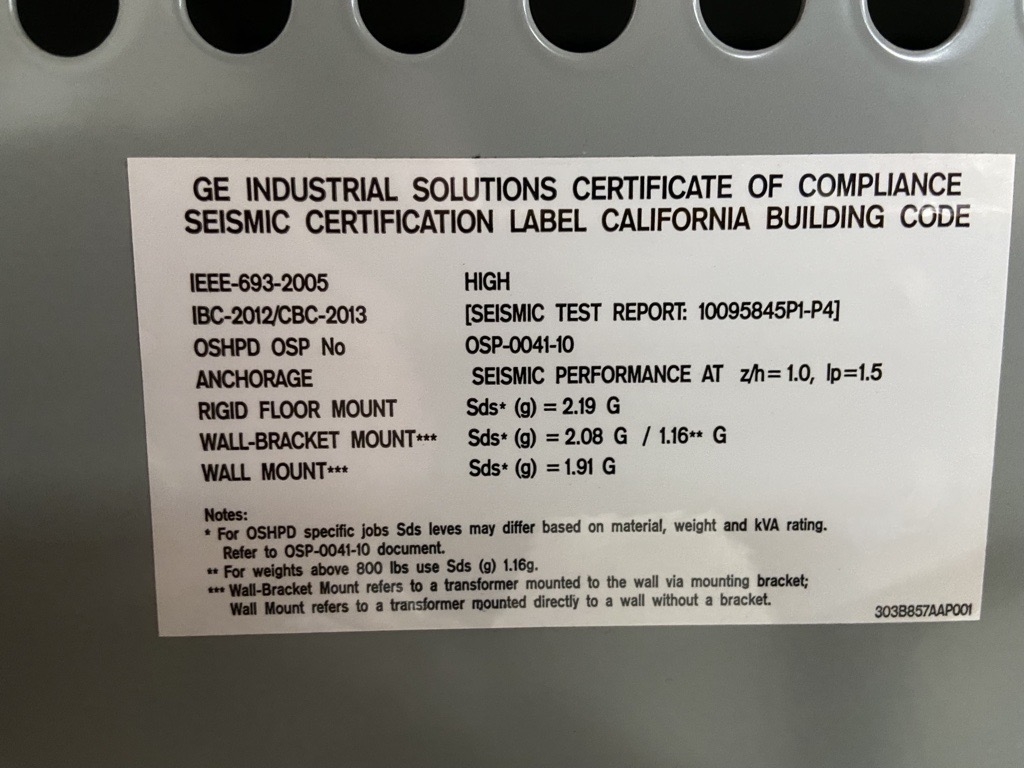 GE INDUSTRIAL SOLUTIONS CERTIFICATE OF COMPLIANCE
SEISMIC CERTIFICATION LABEL CALIFORNIA BUILDING CODE
IEEE-693-2005 HIGH
IBC-2012/CBC-2013 [SEISMIC TEST REPORT: 10095845P1-P4]
OSHPD OSP No OSP-0041-10
ANCHORAGE SEISMIC PERFORMANCE AT z/h= 1.0, Ip=1.5
RIGID FLOOR MOUNT Sds* (g) = 2.19 G
WALL-BRACKET MOUNT*** Sds* (g) = 2.08 G / 1.16** G
WALL MOUNT*** Sds* (g) = 1.91 G
Notes:
* For OSHPD specific jobs Sds leves may differ based on material, weight and kVA rating.
Refer to OSP-0041-10 document.
** For weights above 800 lbs use Sds (g) 1.16g.
*** Wall-Bracket Mount refers to a transformer mounted to the wall via mounting bracket;
Wall Mount refers to a transformer mounted directly to a wall without a bracket.
303B857AAP001